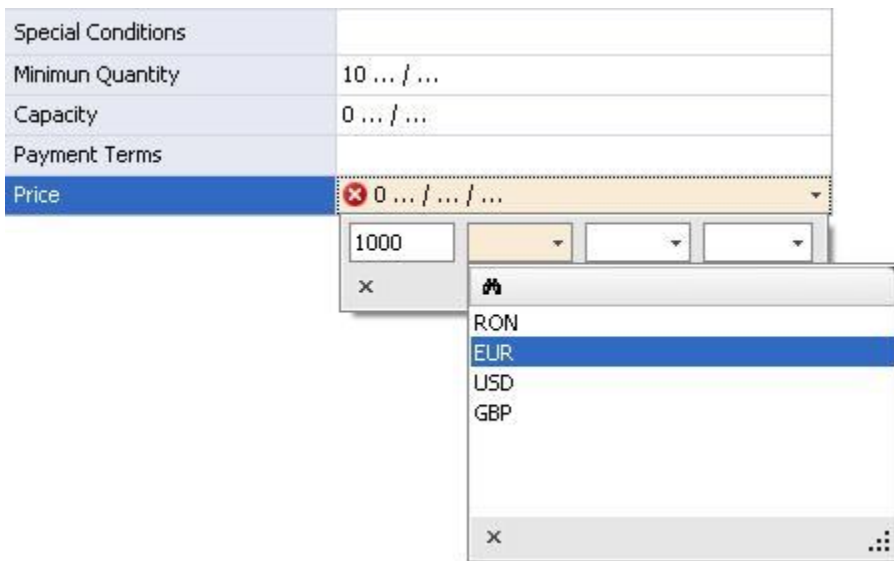 Special Conditions
Minimun Quantity 10 ... / ...
Capacity 0 ... / ...
Payment Terms
Price 0 ... / ... / ...
1000
RON
EUR
USD
GBP